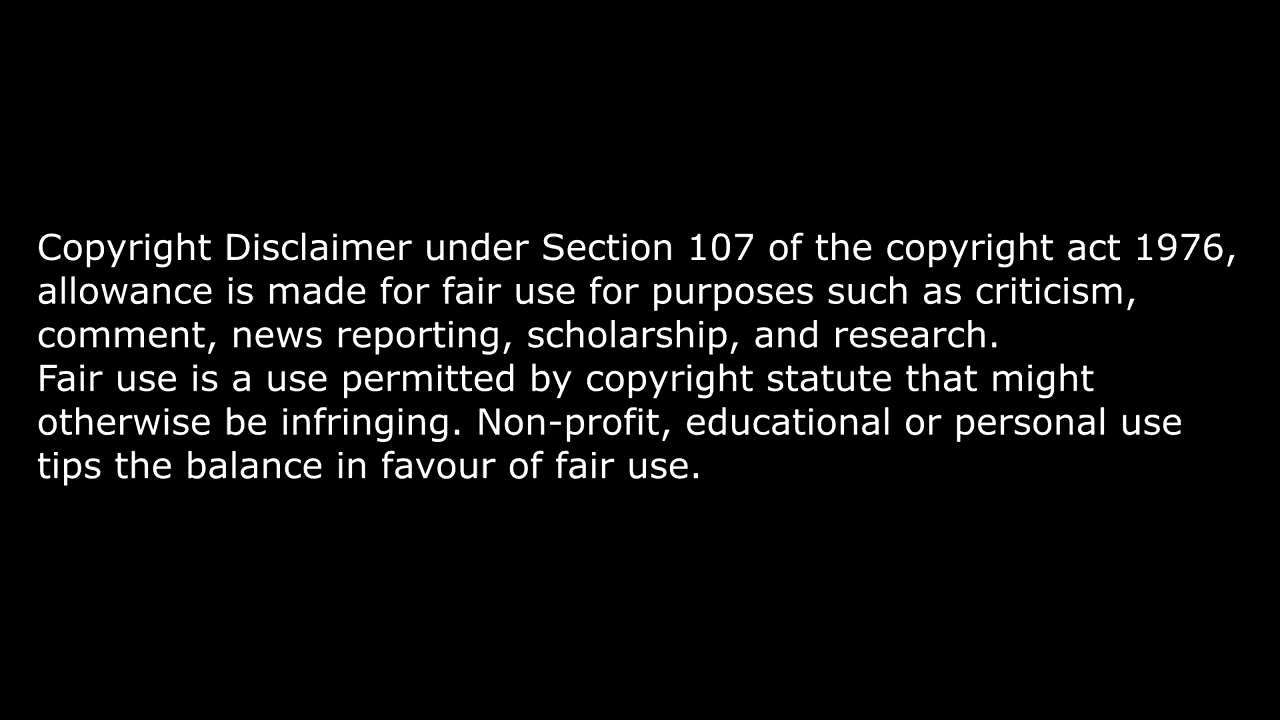 Copyright Disclaimer under Section 107 of the copyright act 1976,
allowance is made for fair use for purposes such as criticism,
comment, news reporting, scholarship, and research.
Fair use is a use permitted by copyright statute that might
otherwise be infringing. Non-profit, educational or personal use
tips the balance in favour of fair use.